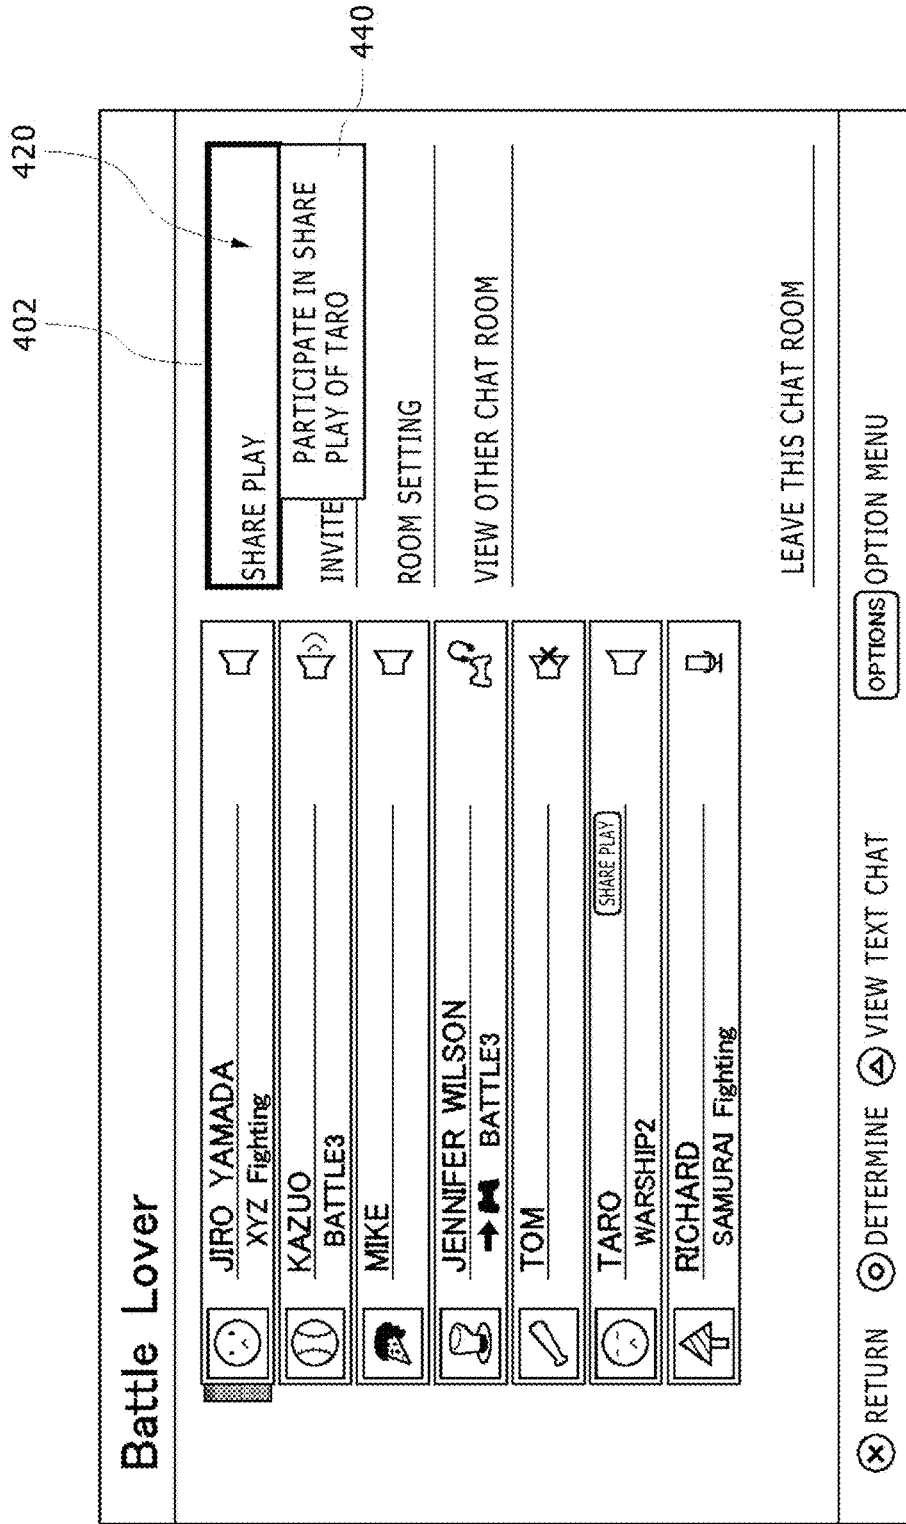 420
402
440
Battle Lover
JIRO YAMADA
XYZ Fighting
KAZUO
BATTLE3
MIKE
JENNIFER WILSON
BATTLE3
TOM
TARO
SHARE PLAY
WARSHIP2
RICHARD
SAMURAI Fighting
SHARE PLAY
PARTICIPATE IN SHARE
PLAY OF TARO
INVITE
ROOM SETTING
VIEW OTHER CHAT ROOM
LEAVE THIS CHAT ROOM
RETURN DETERMINE VIEW TEXT CHAT OPTIONS OPTION MENU